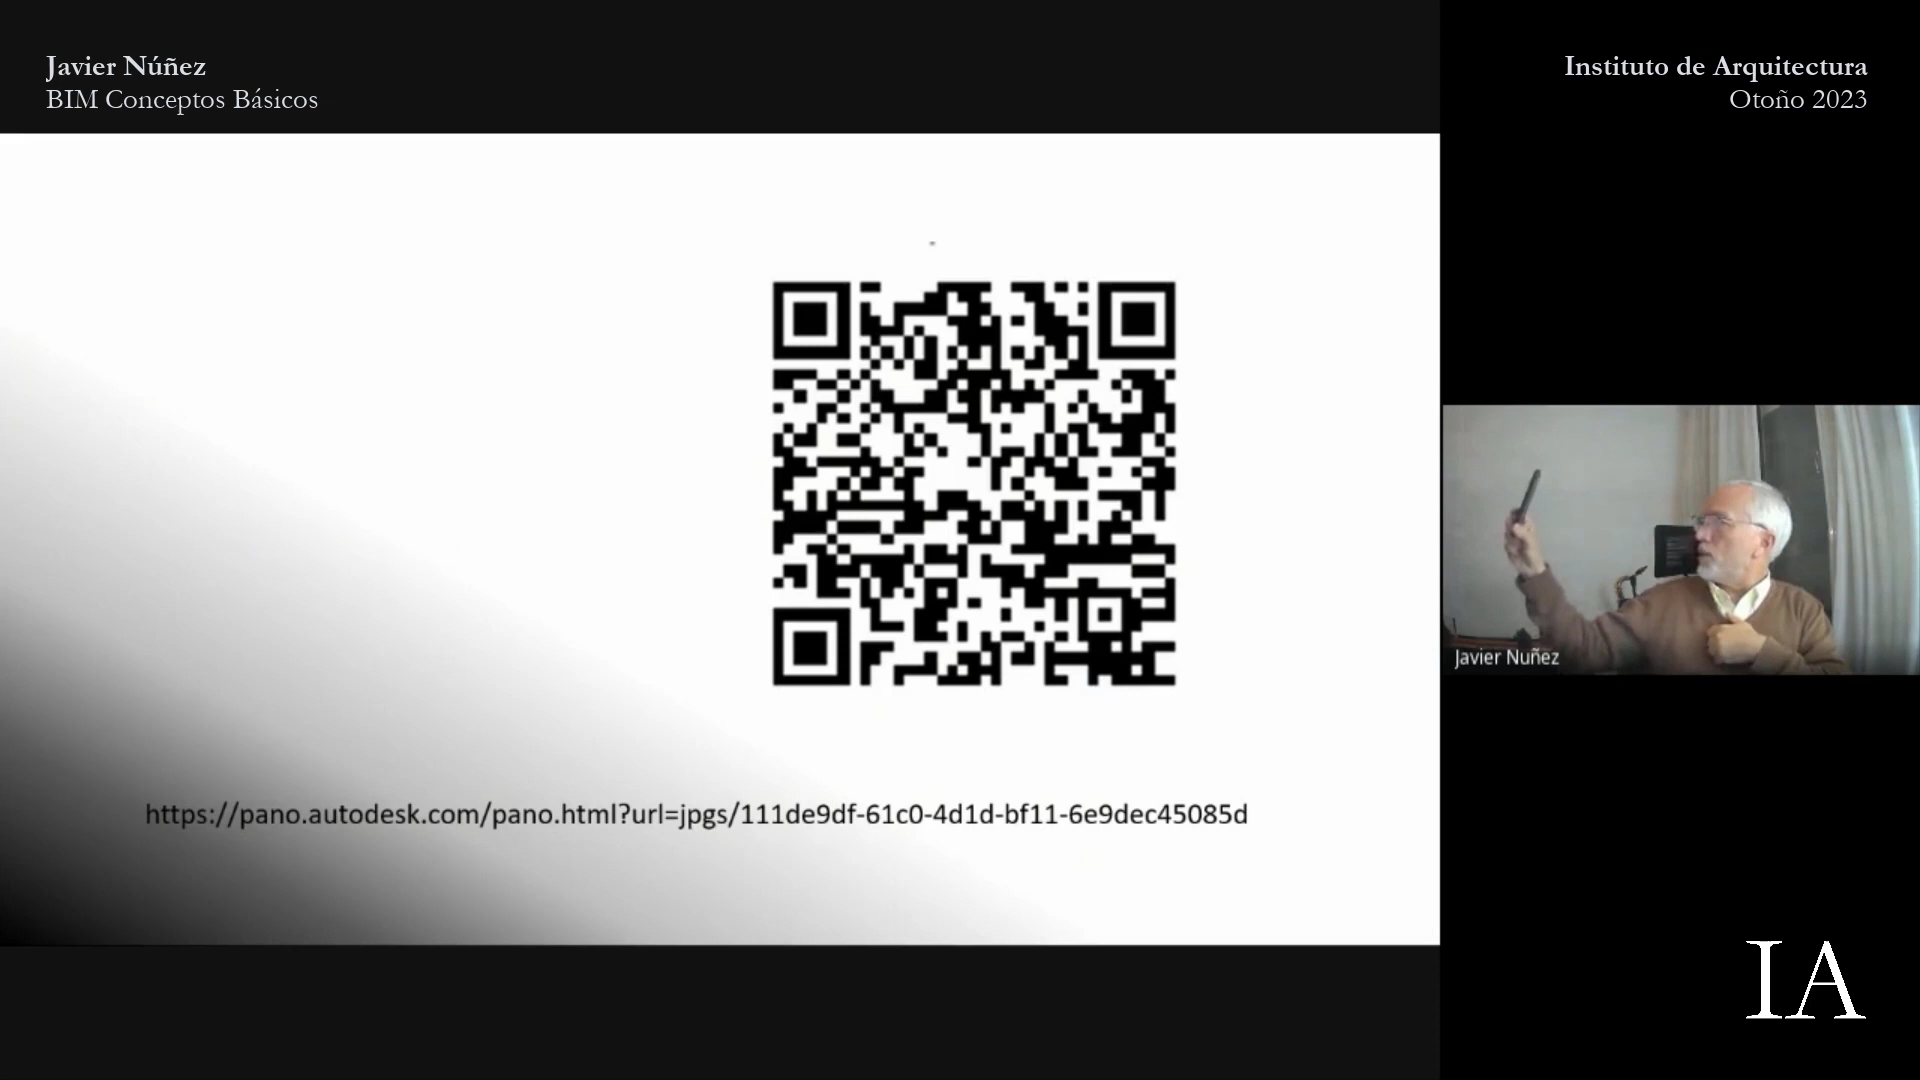 Javier Núñez
BIM Conceptos Básicos
Instituto de Arquitectura
Otoño 2023
https://pano.autodesk.com/pano.html?url=jpgs/111de9df-61c0-4d1d-bf11-6e9dec45085d
Javier Nuñez
IA